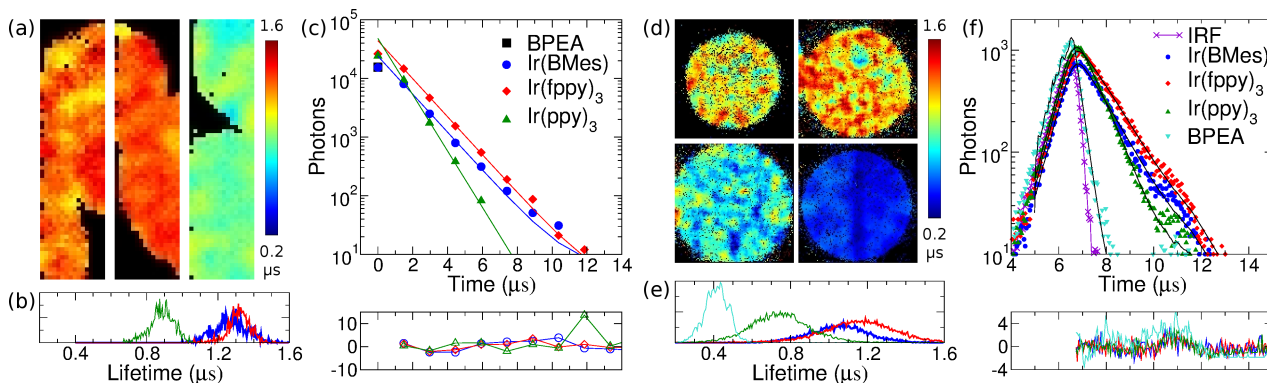 (a)
1.6
0.2
μs
(b)
0.4 0.8 1.2 1.6
Lifetime (μs)
(c)
Photons
10^5
10^4
10^3
10^2
10^1
BPEA
Ir(BMes)
Ir(fppy)3
Ir(ppy)3
0 2 4 6 8 10 12 14
Time (μs)
10
0
-10
Lifetime (μs)
(d)
1.6
0.2
μs
(e)
0.4 0.8 1.2 1.6
Lifetime (μs)
(f)
Photons
10^3
10^2
10^1
IRF
Ir(BMes)
Ir(fppy)3
Ir(ppy)3
BPEA
4 6 8 10 12 14
Time (μs)
4
0
-4
Lifetime (μs)